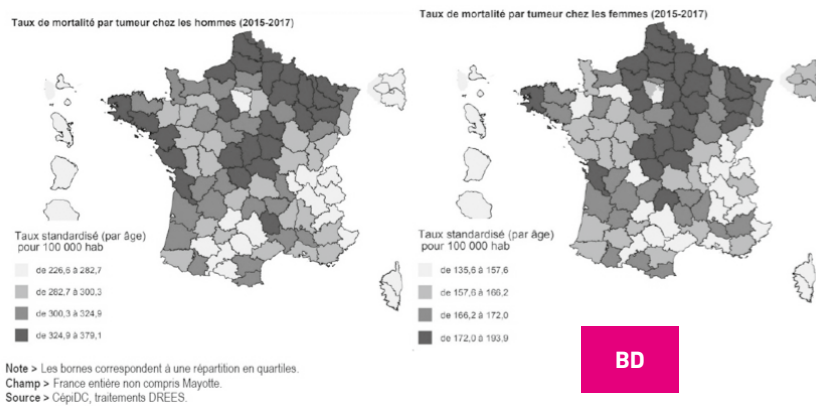 Taux de mortalité par tumeur chez les hommes (2015-2017)
Taux standardisé (par âge)
pour 100 000 hab
de 226,6 à 282,7
de 282,7 à 300,3
de 300,3 à 324,9
de 324,9 à 379,1
Note > Les bornes correspondent à une répartition en quartiles.
Champ > France entière non compris Mayotte.
Source > CépiDC, traitements DREES.
Taux de mortalité par tumeur chez les femmes (2015-2017)
Taux standardisé (par âge)
pour 100 000 hab
de 135,6 à 157,6
de 157,6 à 166,2
de 166,2 à 172,0
de 172,0 à 193,9
BD